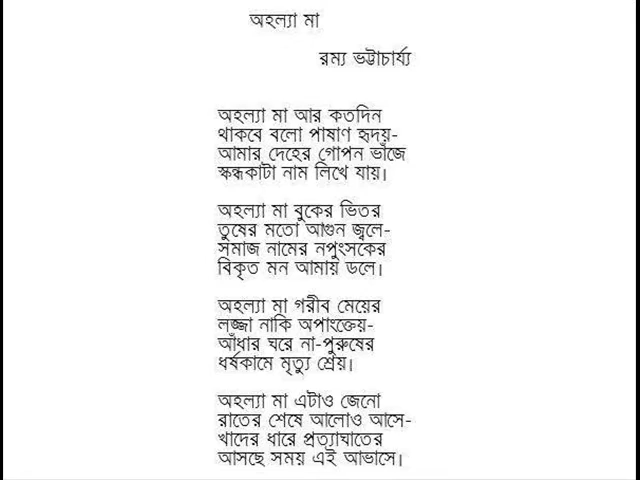 অহল্যা মা
রম্য ভট্টাচার্য্য
অহল্যা মা আর কতদিন
থাকবে বলো পাষাণ হৃদয়-
আমার দেহের গোপন ভাঁজে
স্কন্ধকাটা নাম লিখে যায়।
অহল্যা মা বুকের ভিতর
তুষের মতো আগুন জ্বলে-
সমাজ নামের নপুংসকের
বিকৃত মন আমায় ডলে।
অহল্যা মা গরীব মেয়ের
লজ্জা নাকি অপাংক্তেয়-
আঁধার ঘরে না-পুরুষের
ধর্ষকামে মৃত্যু শ্রেয়।
অহল্যা মা এটাও জেনো
রাতের শেষে আলোও আসে-
খাদের ধারে প্রত্যাঘাতের
আসছে সময় এই আভাসে।